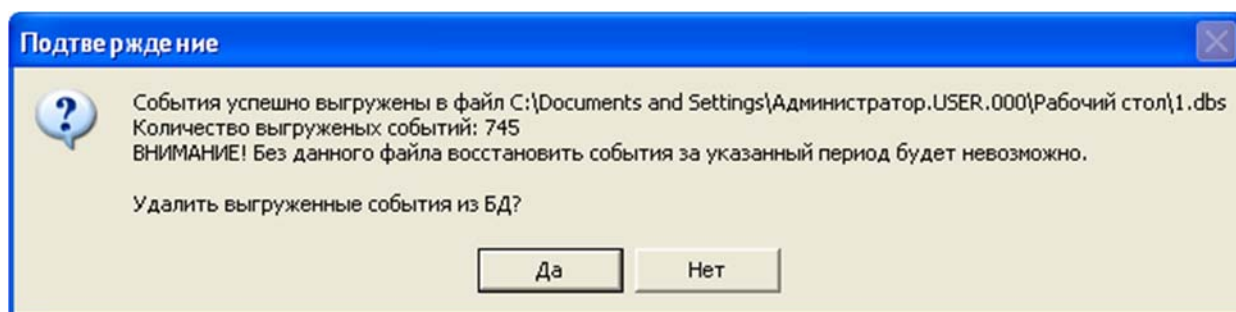 Подтверждение
События успешно выгружены в файл C:\Documents and Settings\Администратор.USER.000\Рабочий стол\1.dbs
Количество выгруженых событий: 745
ВНИМАНИЕ! Без данного файла восстановить события за указанный период будет невозможно.
Удалить выгруженные события из БД?
Да
Нет